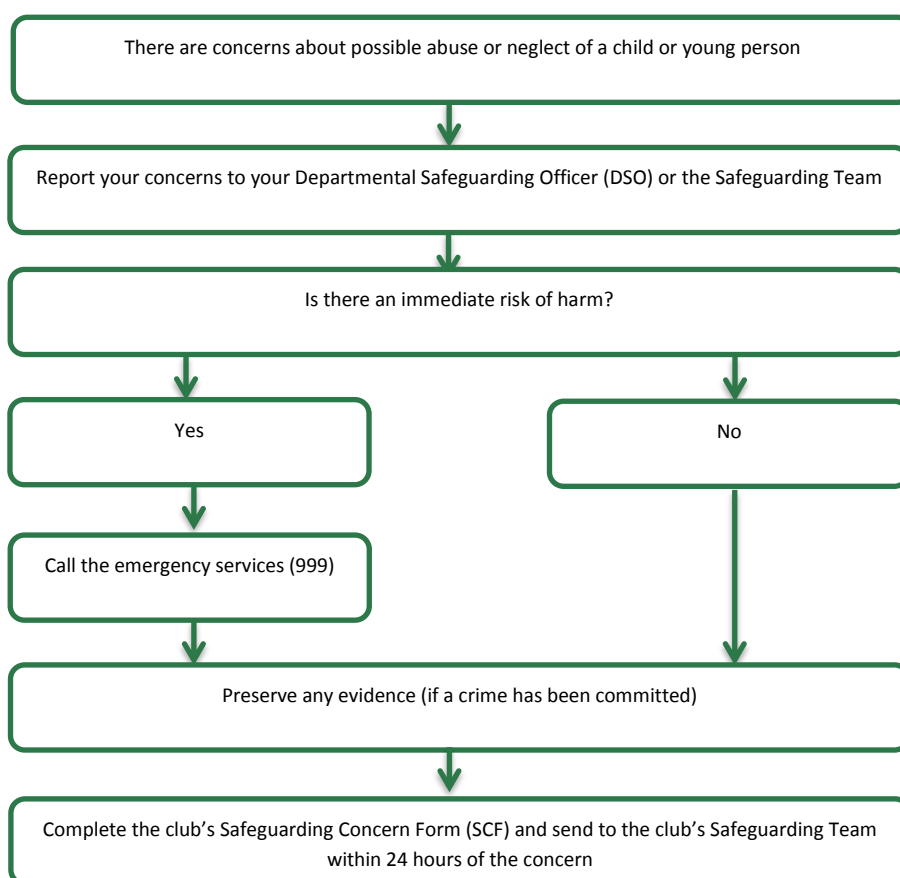 There are concerns about possible abuse or neglect of a child or young person
Report your concerns to your Departmental Safeguarding Officer (DSO) or the Safeguarding Team
Is there an immediate risk of harm?
Yes
No
Call the emergency services (999)
Preserve any evidence (if a crime has been committed)
Complete the club’s Safeguarding Concern Form (SCF) and send to the club’s Safeguarding Team
within 24 hours of the concern